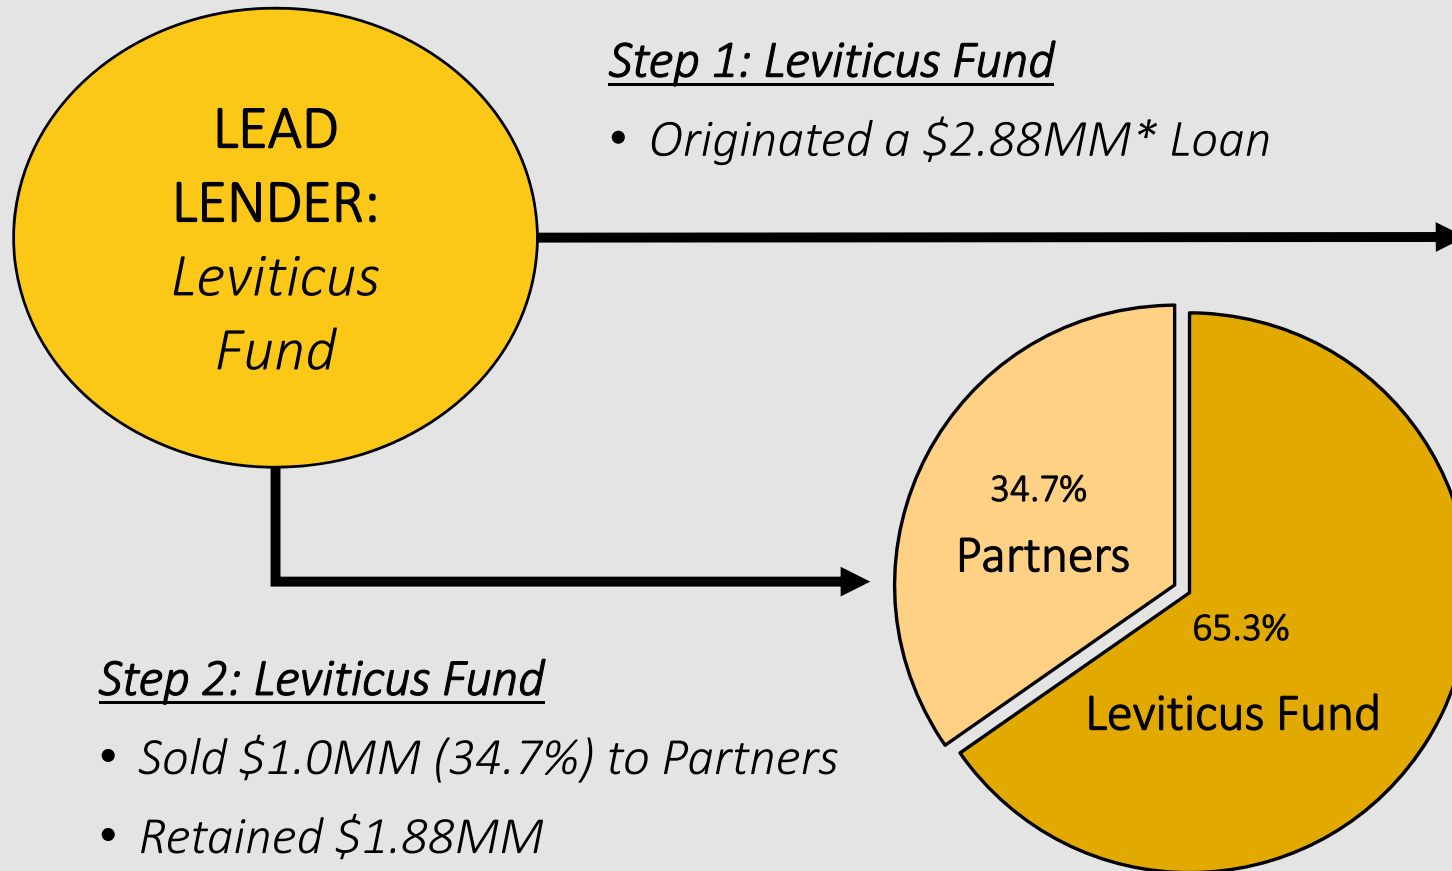 LEAD
LENDER:
Leviticus
Fund
Step 1: Leviticus Fund
• Originated a $2.88MM* Loan
34.7%
Partners
65.3%
Leviticus Fund
Step 2: Leviticus Fund
• Sold $1.0MM (34.7%) to Partners
• Retained $1.88MM